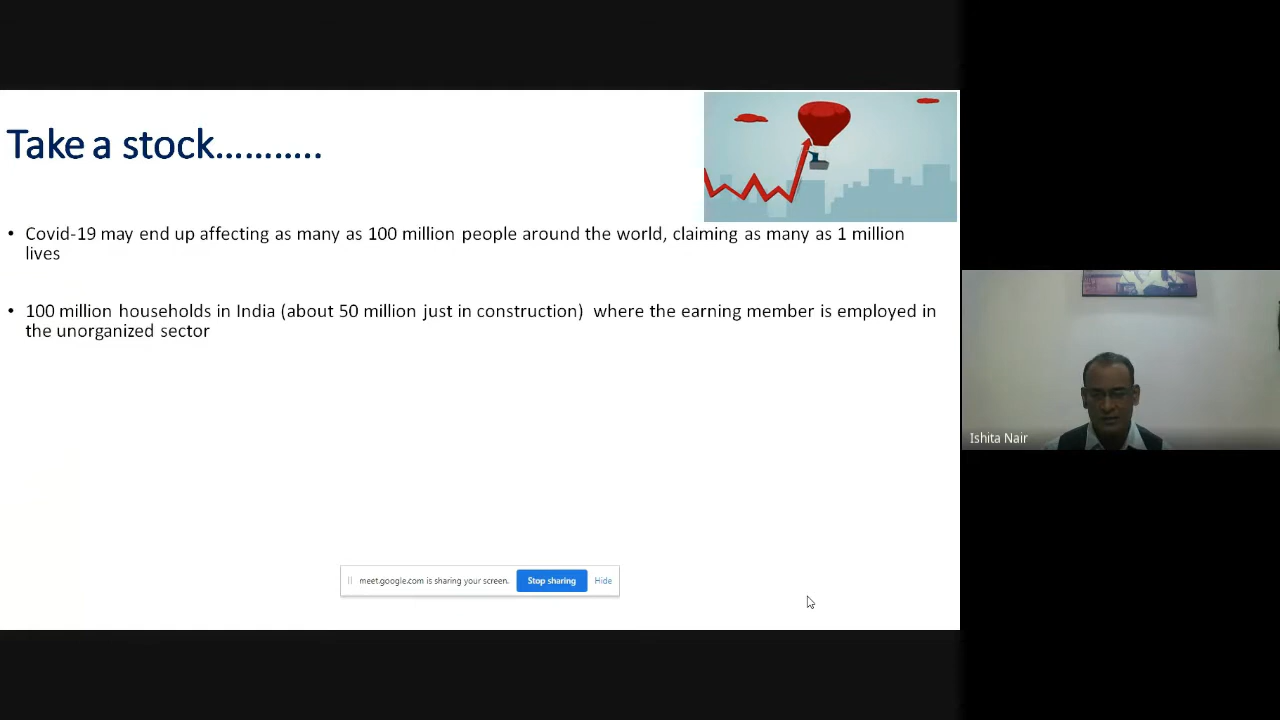 Take a stock………..
• Covid-19 may end up affecting as many as 100 million people around the world, claiming as many as 1 million
lives
• 100 million households in India (about 50 million just in construction)  where the earning member is employed in
the unorganized sector
Ishita Nair
meet.google.com is sharing your screen.
Stop sharing
Hide